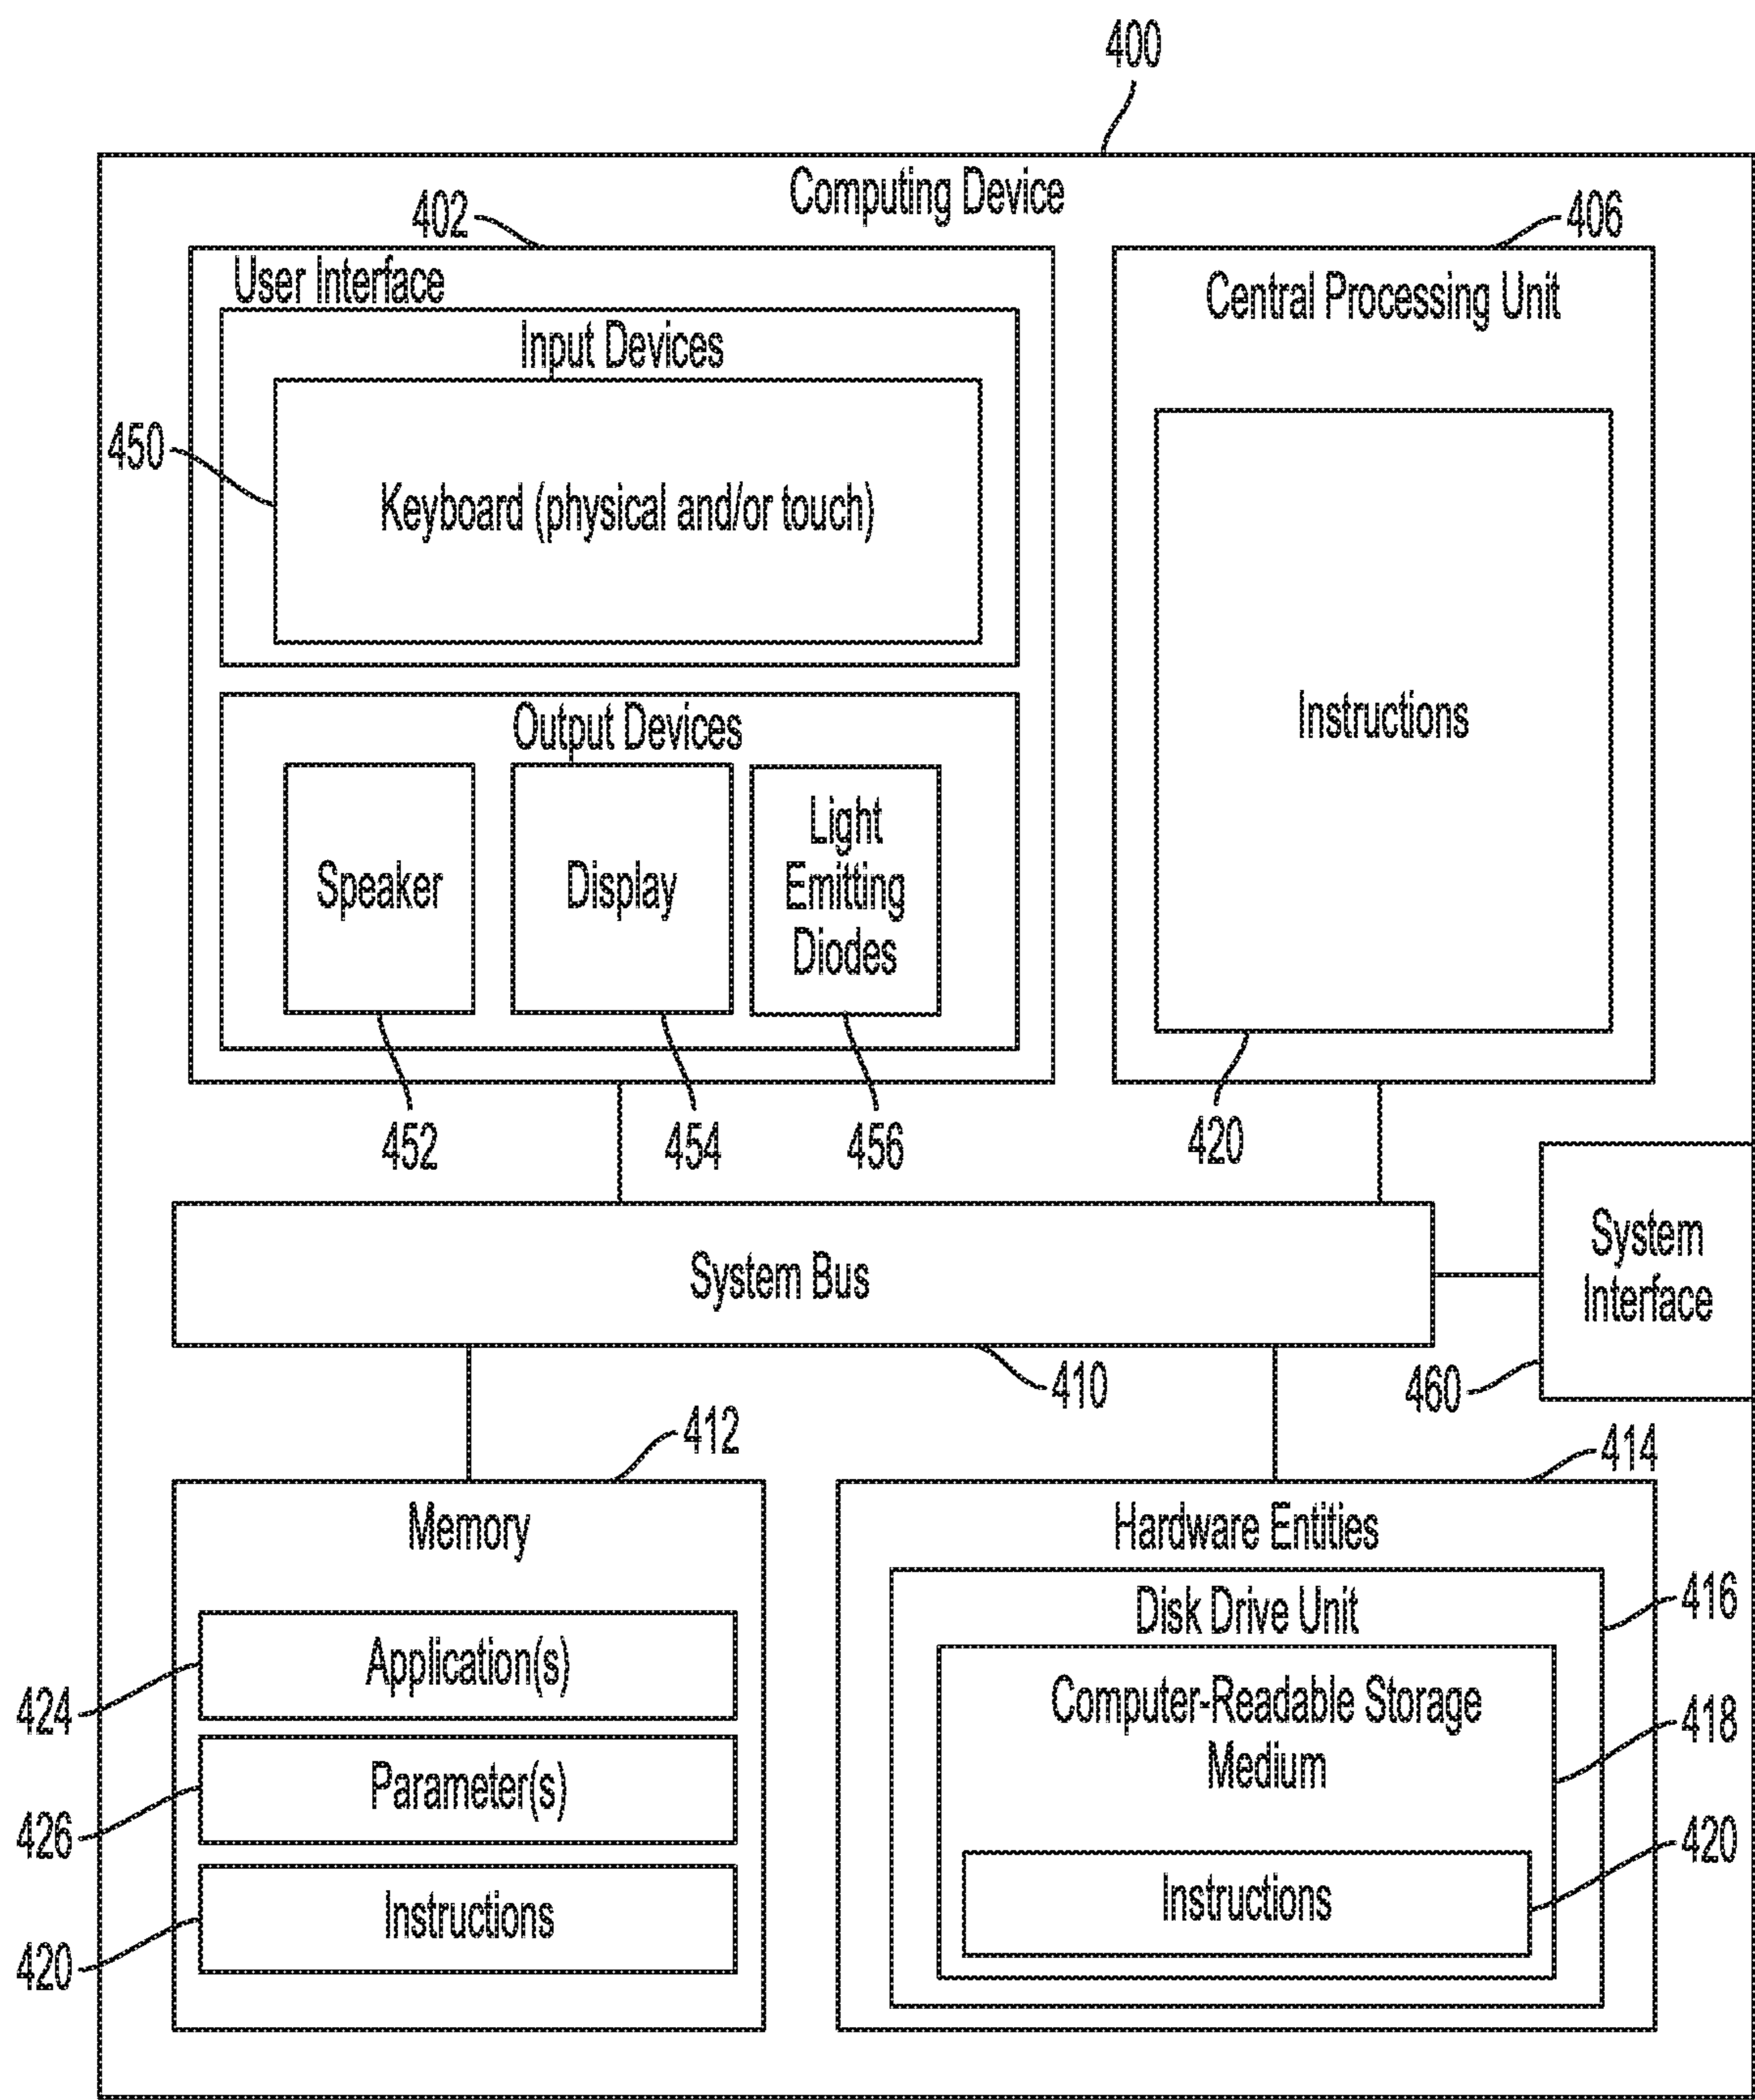 400
Computing Device
402
406
User Interface
Central Processing Unit
Input Devices
450
Keyboard (physical and/or touch)
Instructions
Output Devices
Speaker
Display
Light
Emitting
Diodes
452
454
456
420
System Bus
System
Interface
410
460
412
414
Memory
Hardware Entities
416
Disk Drive Unit
Application(s)
424
Computer-Readable Storage
Medium
418
Parameter(s)
426
420
Instructions
Instructions
420